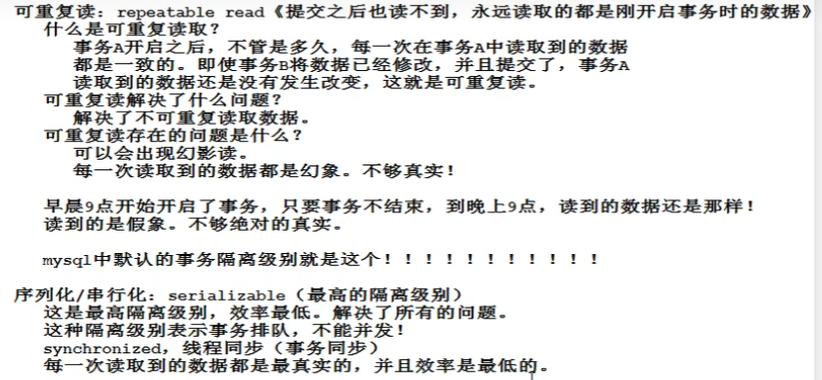 可重复读：repeatable read《提交之后也读不到，永远读取的都是刚开启事务时的数据》
什么是可重复读取？
事务A开启之后，不管是多久，每一次在事务A中读取到的数据
都是一致的。即使事务B将数据已经修改，并且提交了，事务A
读取到的数据还是没有发生改变，这就是可重复读。
可重复读解决了什么问题？
解决了不可重复读取数据。
可重复读存在的问题是什么？
可以会出现幻影读。
每一次读取到的数据都是幻象。不够真实！
早晨9点开始开启了事务，只要事务不结束，到晚上9点，读到的数据还是那样！
读到的是假象。不够绝对的真实。
mysql中默认的事务隔离级别就是这个！！！！！！！！！！！
序列化/串行化：serializable（最高的隔离级别）
这是最高隔离级别，效率最低。解决了所有的问题。
这种隔离级别表示事务排队，不能并发！
synchronized，线程同步（事务同步）
每一次读取到的数据都是最真实的，并且效率是最低的。